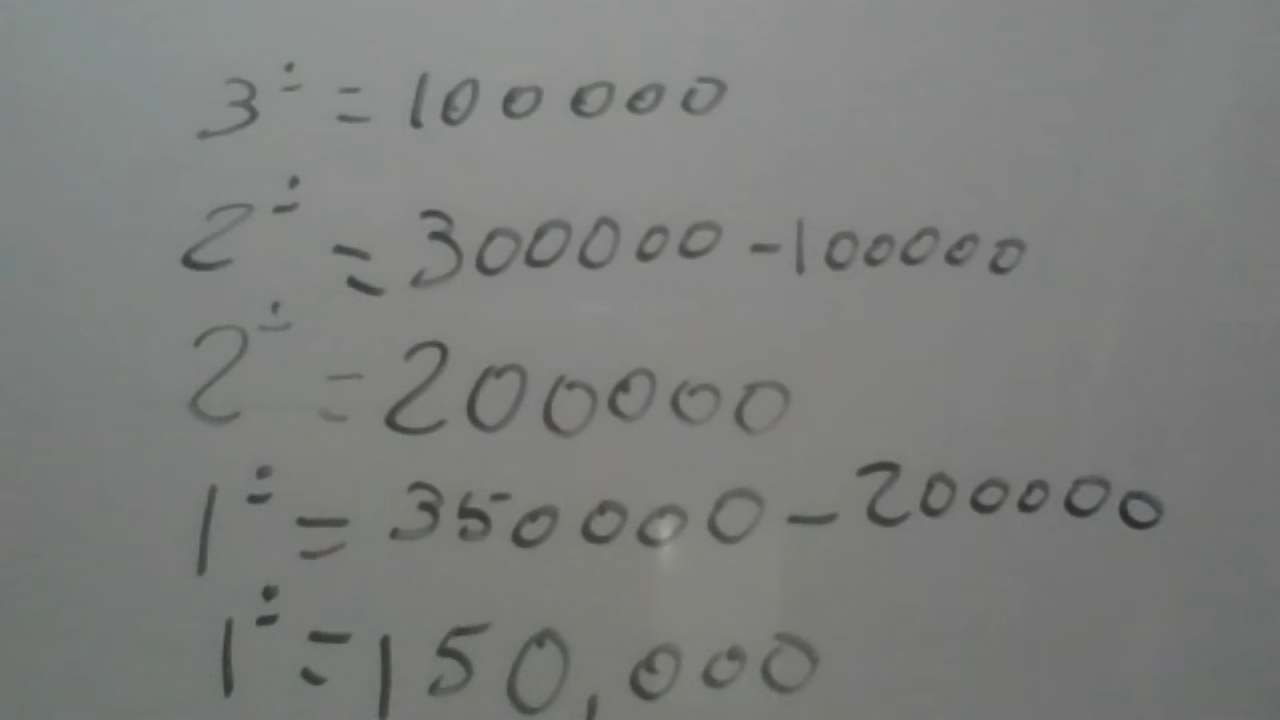 3÷ = 100000
2÷ = 300000 - 100000
2÷ = 200000
1÷ = 350000 - 200000
1÷ = 150,000